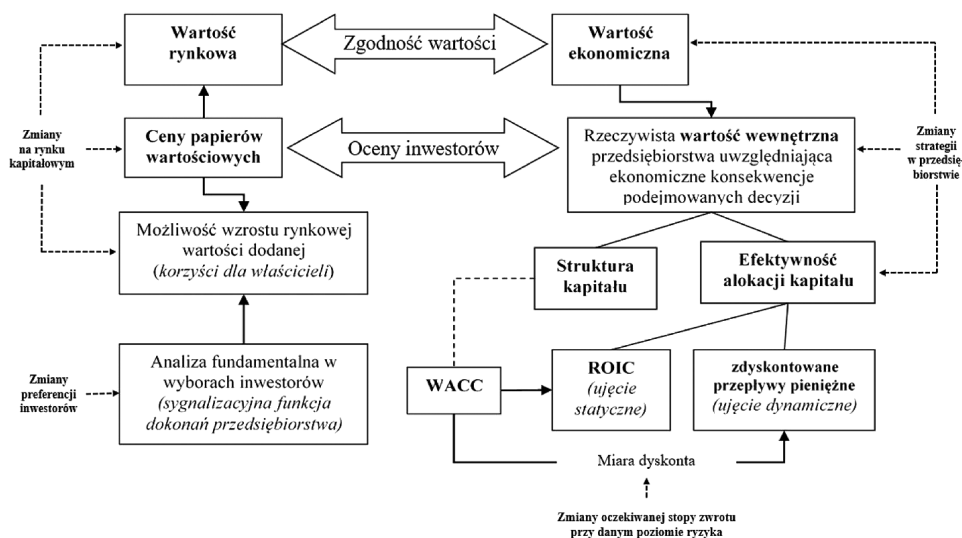 Wartość
rynkowa
Zgodność wartości
Wartość
ekonomiczna
Zmiany
na rynku
kapitałowym
Ceny papierów
wartościowych
Oceny inwestorów
Rzeczywista wartość wewnętrzna
przedsiębiorstwa uwzględniająca
ekonomiczne konsekwencje
podejmowanych decyzji
Zmiany
strategii
w przedsię
biorstwie
Możliwość wzrostu rynkowej
wartości dodanej
(korzyści dla właścicieli)
Struktura
kapitału
Efektywność
alokacji kapitału
Zmiany
preferencji
inwestorów
Analiza fundamentalna w
wyborach inwestorów
(sygnalizacyjna funkcja
dokonań przedsiębiorstwa)
WACC
ROIC
(ujęcie
statyczne)
zdyskontowane
przepływy pieniężne
(ujęcie dynamiczne)
Miara dyskonta
Zmiany oczekiwanej stopy zwrotu
przy danym poziomie ryzyka